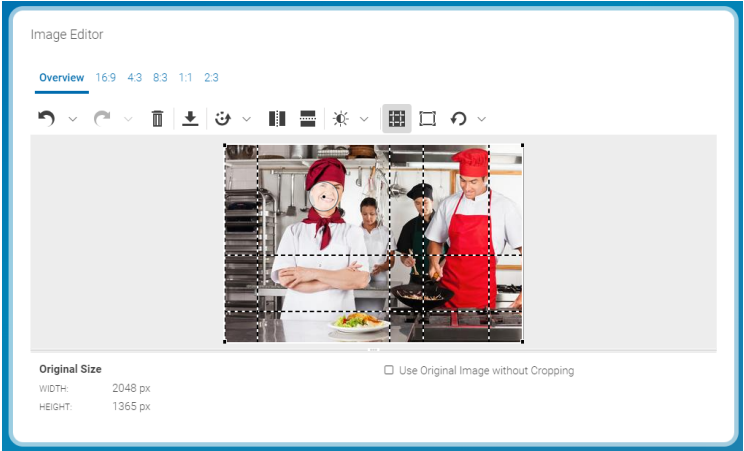 Image Editor
Overview 16:9 4:3 8:3 1:1 2:3
Original Size
WIDTH: 2048 px
HEIGHT: 1365 px
Use Original Image without Cropping